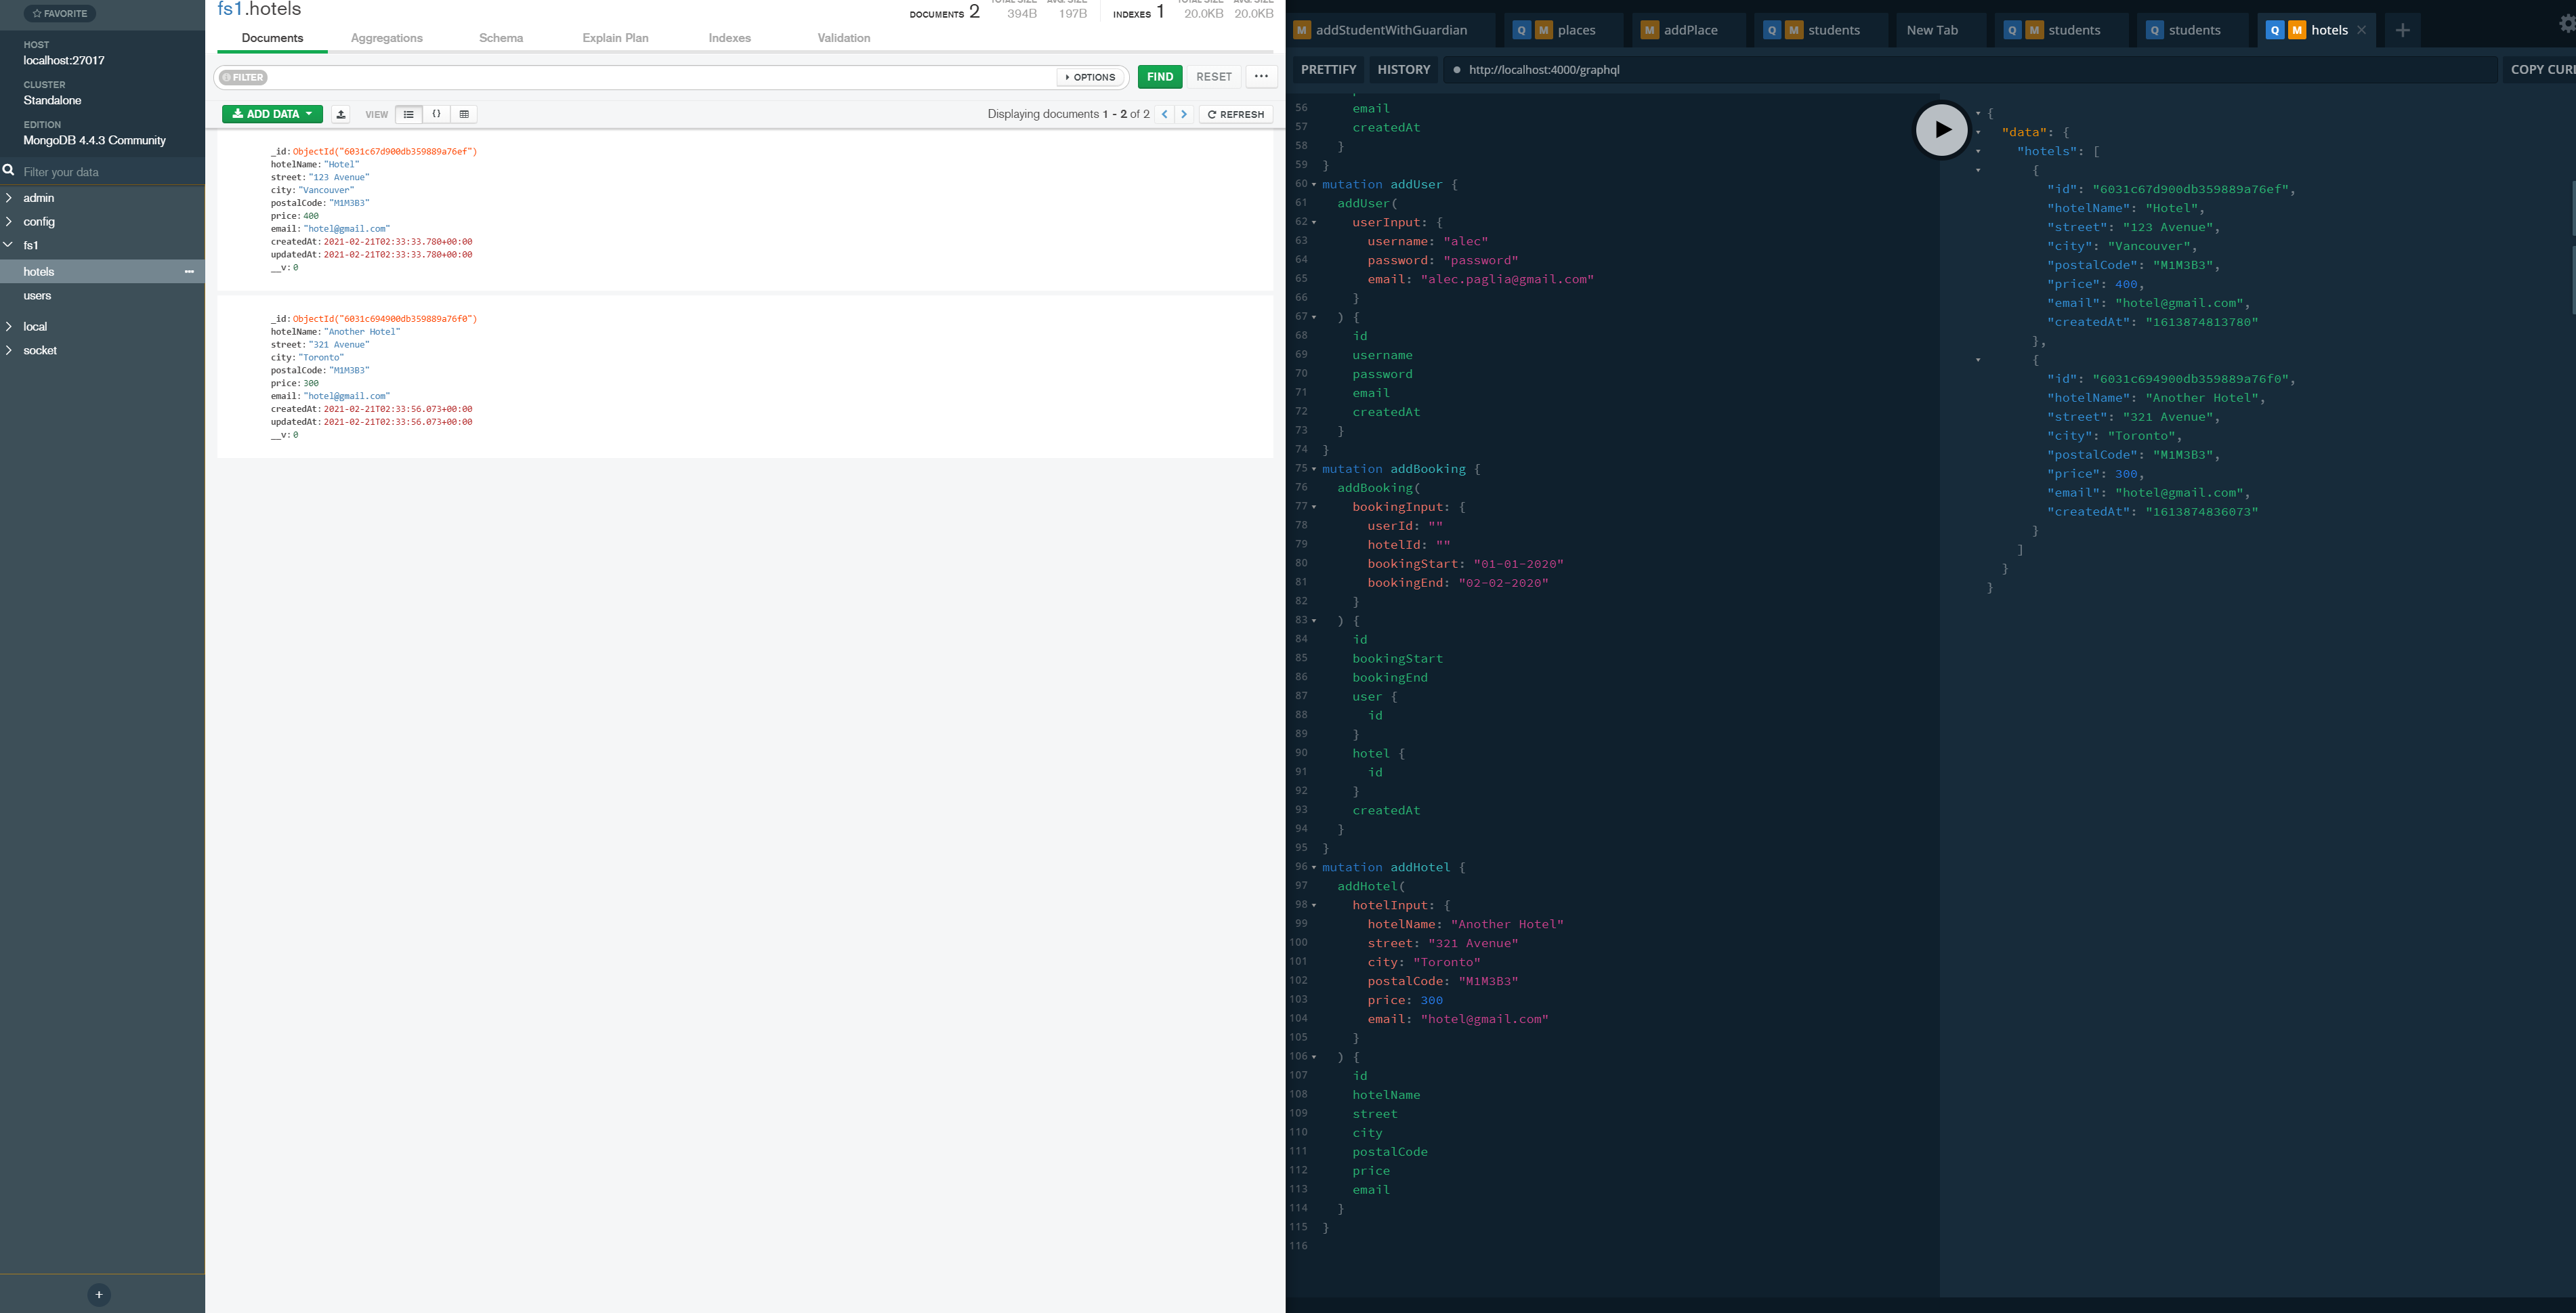 FAVORITE
HOST
localhost:27017
CLUSTER
Standalone
EDITION
MongoDB 4.4.3 Community
Filter your data
admin
config
fs1
hotels
users
local
socket
fs1.hotels
DOCUMENTS 2 TOTAL SIZE 394B AVG. SIZE 197B INDEXES 1 TOTAL SIZE 20.0KB AVG. SIZE 20.0KB
Documents Aggregations Schema Explain Plan Indexes Validation
FILTER OPTIONS FIND RESET
ADD DATA VIEW Displaying documents 1 - 2 of 2 REFRESH
_id: ObjectId("6031c67d900db359889a76ef")
hotelName: "Hotel"
street: "123 Avenue"
city: "Vancouver"
postalCode: "M1M3B3"
price: 400
email: "hotel@gmail.com"
createdAt: 2021-02-21T02:33:33.780+00:00
updatedAt: 2021-02-21T02:33:33.780+00:00
__v: 0
_id: ObjectId("6031c694900db359889a76f0")
hotelName: "Another Hotel"
street: "321 Avenue"
city: "Toronto"
postalCode: "M1M3B3"
price: 300
email: "hotel@gmail.com"
createdAt: 2021-02-21T02:33:56.073+00:00
updatedAt: 2021-02-21T02:33:56.073+00:00
__v: 0
M addStudentWithGuardian Q M places M addPlace Q M students New Tab Q M students Q students Q M hotels
PRETTIFY HISTORY http://localhost:4000/graphql COPY CUR
56 email
57 createdAt
58 }
59 }
60 mutation addUser {
61 addUser(
62 userInput: {
63 username: "alec"
64 password: "password"
65 email: "alec.paglia@gmail.com"
66 }
67 ) {
68 id
69 username
70 password
71 email
72 createdAt
73 }
74 }
75 mutation addBooking {
76 addBooking(
77 bookingInput: {
78 userId: ""
79 hotelId: ""
80 bookingStart: "01-01-2020"
81 bookingEnd: "02-02-2020"
82 }
83 ) {
84 id
85 bookingStart
86 bookingEnd
87 user {
88 id
89 }
90 hotel {
91 id
92 }
93 createdAt
94 }
95 }
96 mutation addHotel {
97 addHotel(
98 hotelInput: {
99 hotelName: "Another Hotel"
100 street: "321 Avenue"
101 city: "Toronto"
102 postalCode: "M1M3B3"
103 price: 300
104 email: "hotel@gmail.com"
105 }
106 ) {
107 id
108 hotelName
109 street
110 city
111 postalCode
112 price
113 email
114 }
115 }
116
{
"data": {
"hotels": [
{
"id": "6031c67d900db359889a76ef",
"hotelName": "Hotel",
"street": "123 Avenue",
"city": "Vancouver",
"postalCode": "M1M3B3",
"price": 400,
"email": "hotel@gmail.com",
"createdAt": "1613874813780"
},
{
"id": "6031c694900db359889a76f0",
"hotelName": "Another Hotel",
"street": "321 Avenue",
"city": "Toronto",
"postalCode": "M1M3B3",
"price": 300,
"email": "hotel@gmail.com",
"createdAt": "1613874836073"
}
]
}
}